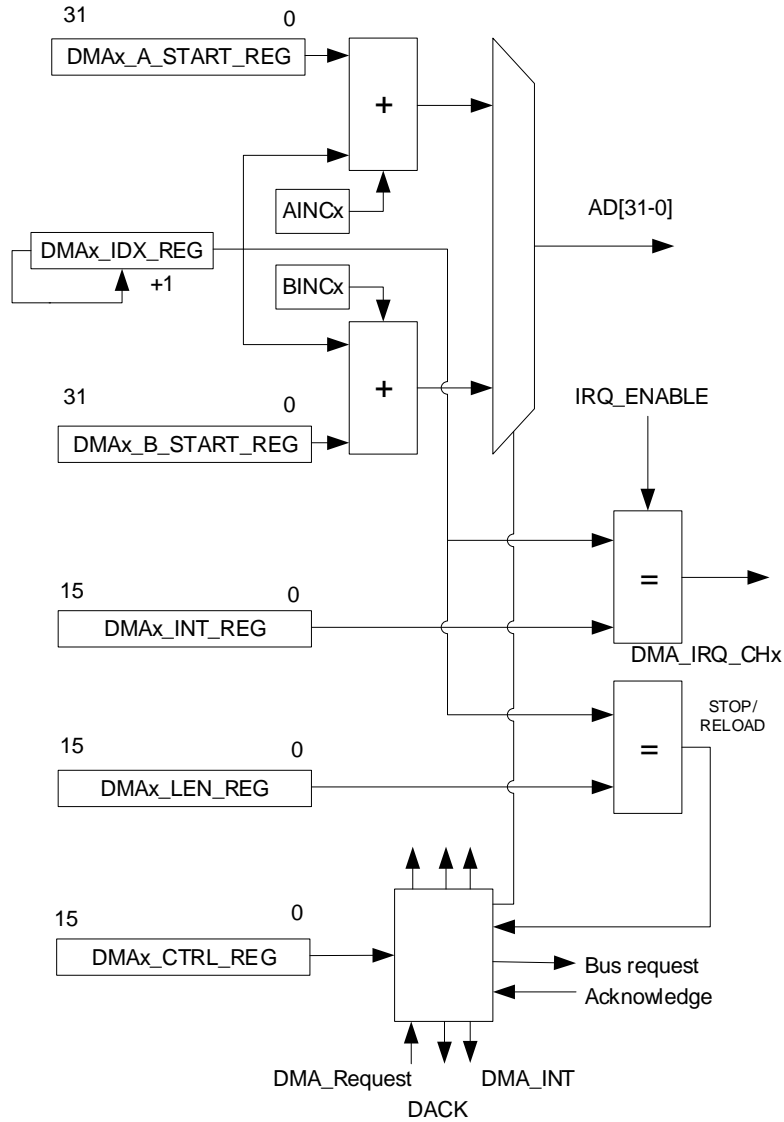 31
0
DMAx_A_START_REG
+
AINCx
AD[31-0]
DMAx_IDX_REG
+1
BINCx
+
31
0
DMAx_B_START_REG
IRQ_ENABLE
15
0
DMAx_INT_REG
=
DMA_IRQ_CHx
STOP/
RELOAD
=
15
0
DMAx_LEN_REG
15
0
DMAx_CTRL_REG
Bus request
Acknowledge
DMA_Request
DMA_INT
DACK